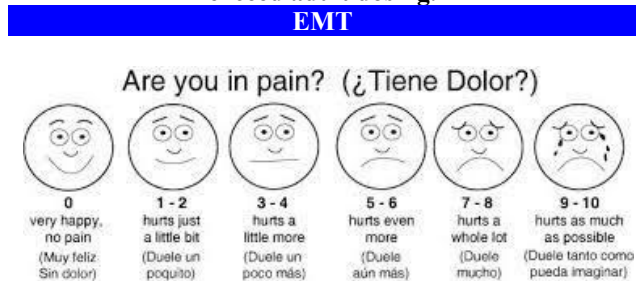 EMT
Are you in pain? (¿Tiene Dolor?)
0
very happy,
no pain
(Muy feliz
Sin dolor)
1 - 2
hurts just
a little bit
(Duele un
poquito)
3 - 4
hurts a
little more
(Duele un
poco más)
5 - 6
hurts even
more
(Duele
aún más)
7 - 8
hurts a
whole lot
(Duele
mucho)
9 - 10
hurts as much
as possible
(Duele tanto como
pueda imaginar)